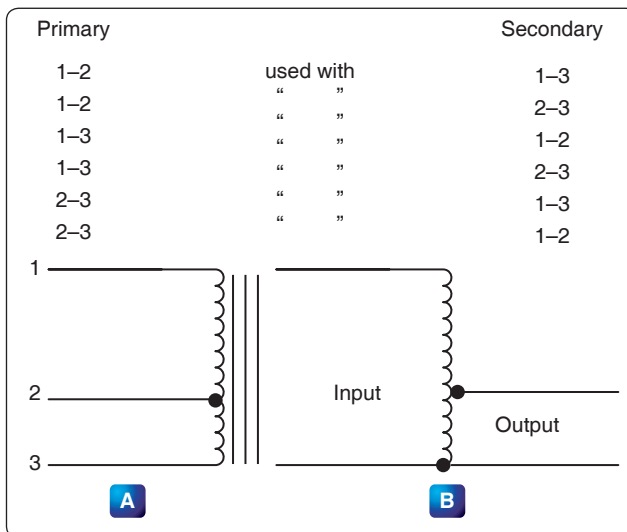 Primary Secondary
1–2 used with 1–3
1–2 “ ” 2–3
1–3 “ ” 1–2
1–3 “ ” 2–3
2–3 “ ” 1–3
2–3 “ ” 1–2
1
2
3
Input
Output
A
B